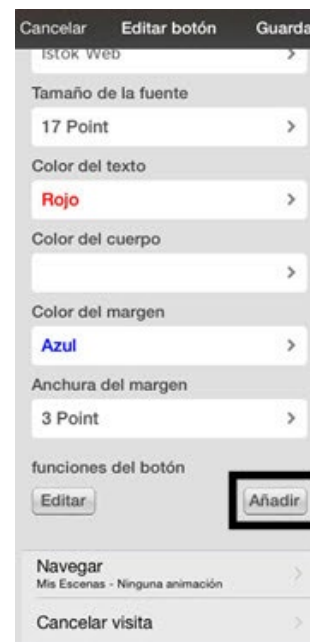 Cancelar Editar botón Guarda
Istok Web
Tamaño de la fuente
17 Point
Color del texto
Rojo
Color del cuerpo
Color del margen
Azul
Anchura del margen
3 Point
funciones del botón
Editar Añadir
Navegar
Mis Escenas - Ninguna animación
Cancelar visita